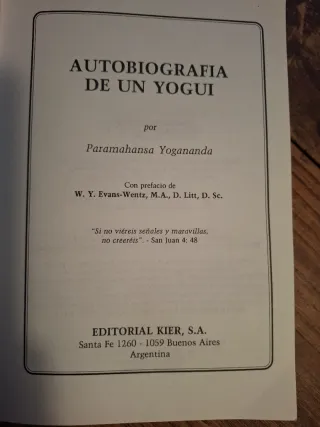 AUTOBIOGRAFIA
DE UN YOGUI
por
Paramahansa Yogananda
Con prefacio de
W. Y. Evans-Wentz, M.A., D. Litt, D. Sc.
"Si no viéreis señales y maravillas,
no creeréis". - San Juan 4: 48
EDITORIAL KIER, S.A.
Santa Fe 1260 - 1059 Buenos Aires
Argentina